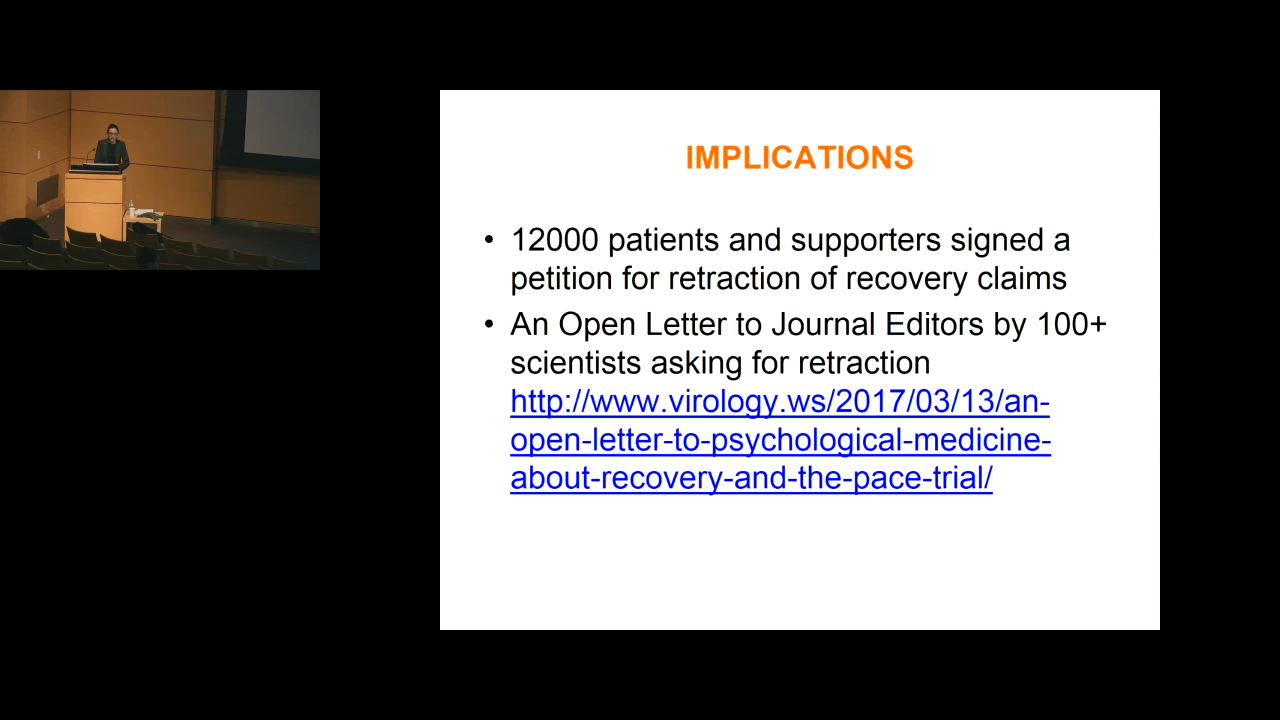 IMPLICATIONS
• 12000 patients and supporters signed a
petition for retraction of recovery claims
• An Open Letter to Journal Editors by 100+
scientists asking for retraction
http://www.virology.ws/2017/03/13/an-
open-letter-to-psychological-medicine-
about-recovery-and-the-pace-trial/